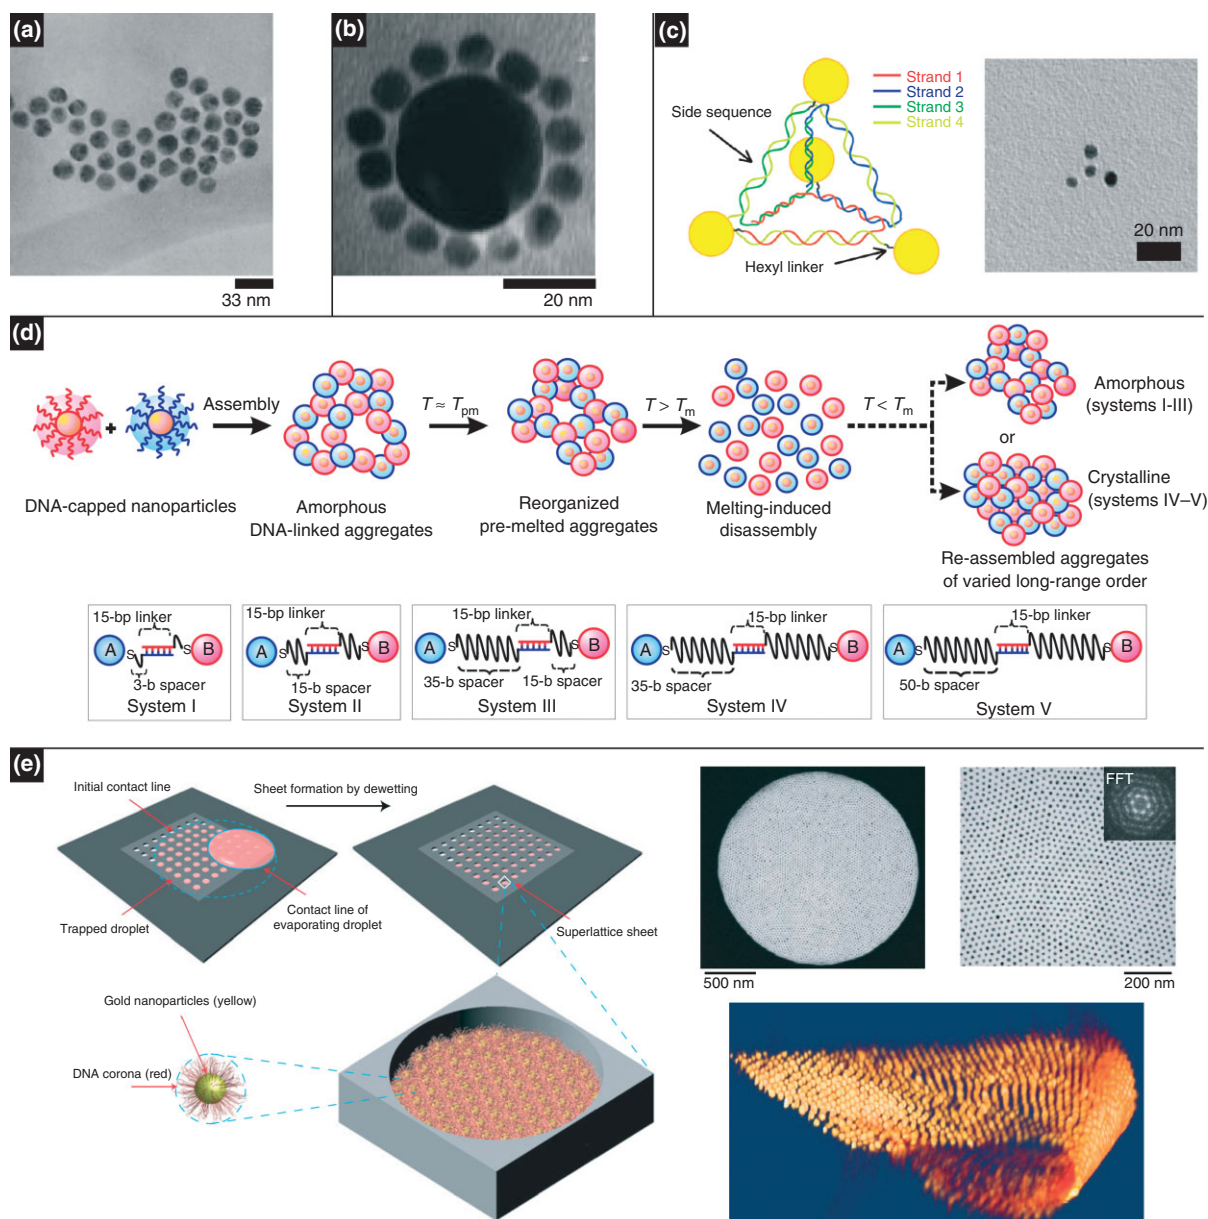 (a)
33 nm
(b)
20 nm
(c)
Side sequence
Strand 1
Strand 2
Strand 3
Strand 4
Hexyl linker
20 nm
(d)
Assembly
T ≈ Tpm
T > Tm
T < Tm
DNA-capped nanoparticles
Amorphous
DNA-linked aggregates
Reorganized
pre-melted aggregates
Melting-induced
disassembly
Amorphous
(systems I-III)
or
Crystalline
(systems IV–V)
Re-assembled aggregates
of varied long-range order
15-bp linker
A
S
S
B
3-b spacer
System I
15-bp linker
A
S
S
B
15-b spacer
System II
15-bp linker
A
S
S
B
35-b spacer
15-b spacer
System III
15-bp linker
A
S
S
B
35-b spacer
System IV
15-bp linker
A
S
S
B
50-b spacer
System V
(e)
Initial contact line
Sheet formation by dewetting
Trapped droplet
Contact line of
evaporating droplet
Superlattice sheet
Gold nanoparticles (yellow)
DNA corona (red)
500 nm
FFT
200 nm